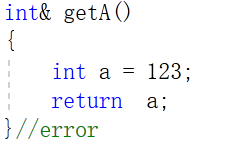 int& getA()
{
    int a = 123;
    return  a;
}//error